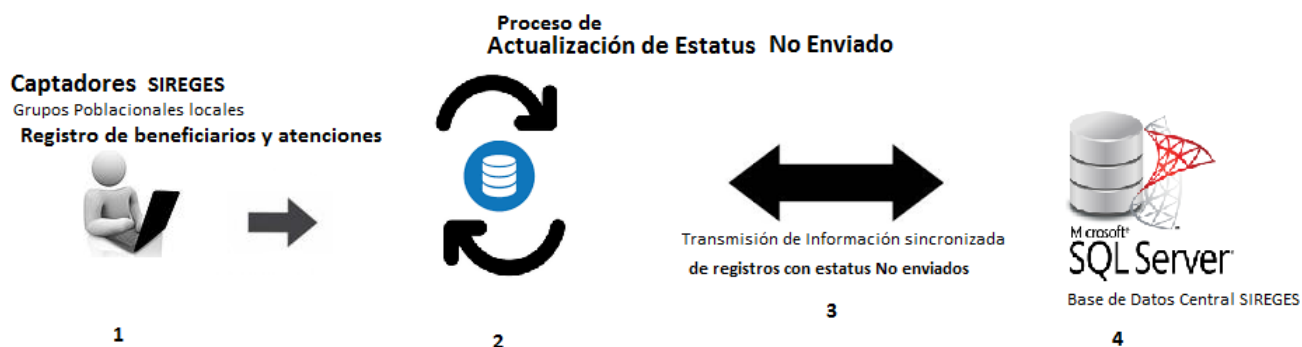 Proceso de
Actualización de Estatus No Enviado
Captadores SIREGES
Grupos Poblacionales locales
Registro de beneficiarios y atenciones
Transmisión de Información sincronizada
de registros con estatus No enviados
Microsoft®
SQL Server®
Base de Datos Central SIREGES
1
2
3
4